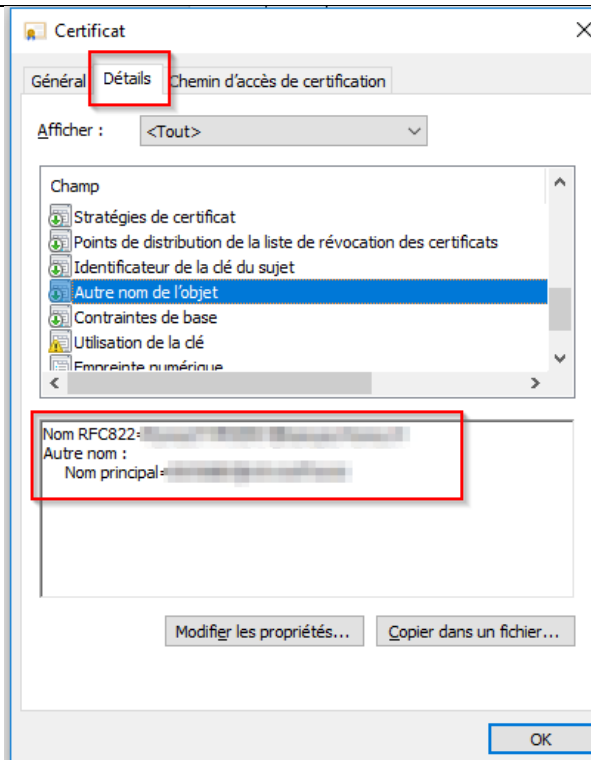 Certificat
Général Détails Chemin d'accès de certification
Afficher : <Tout>
Champ
Stratégies de certificat
Points de distribution de la liste de révocation des certificats
Identificateur de la clé du sujet
Autre nom de l'objet
Contraintes de base
Utilisation de la clé
Empreinte numérique
Nom RFC822=
Autre nom :
Nom principal=
Modifier les propriétés... Copier dans un fichier...
OK